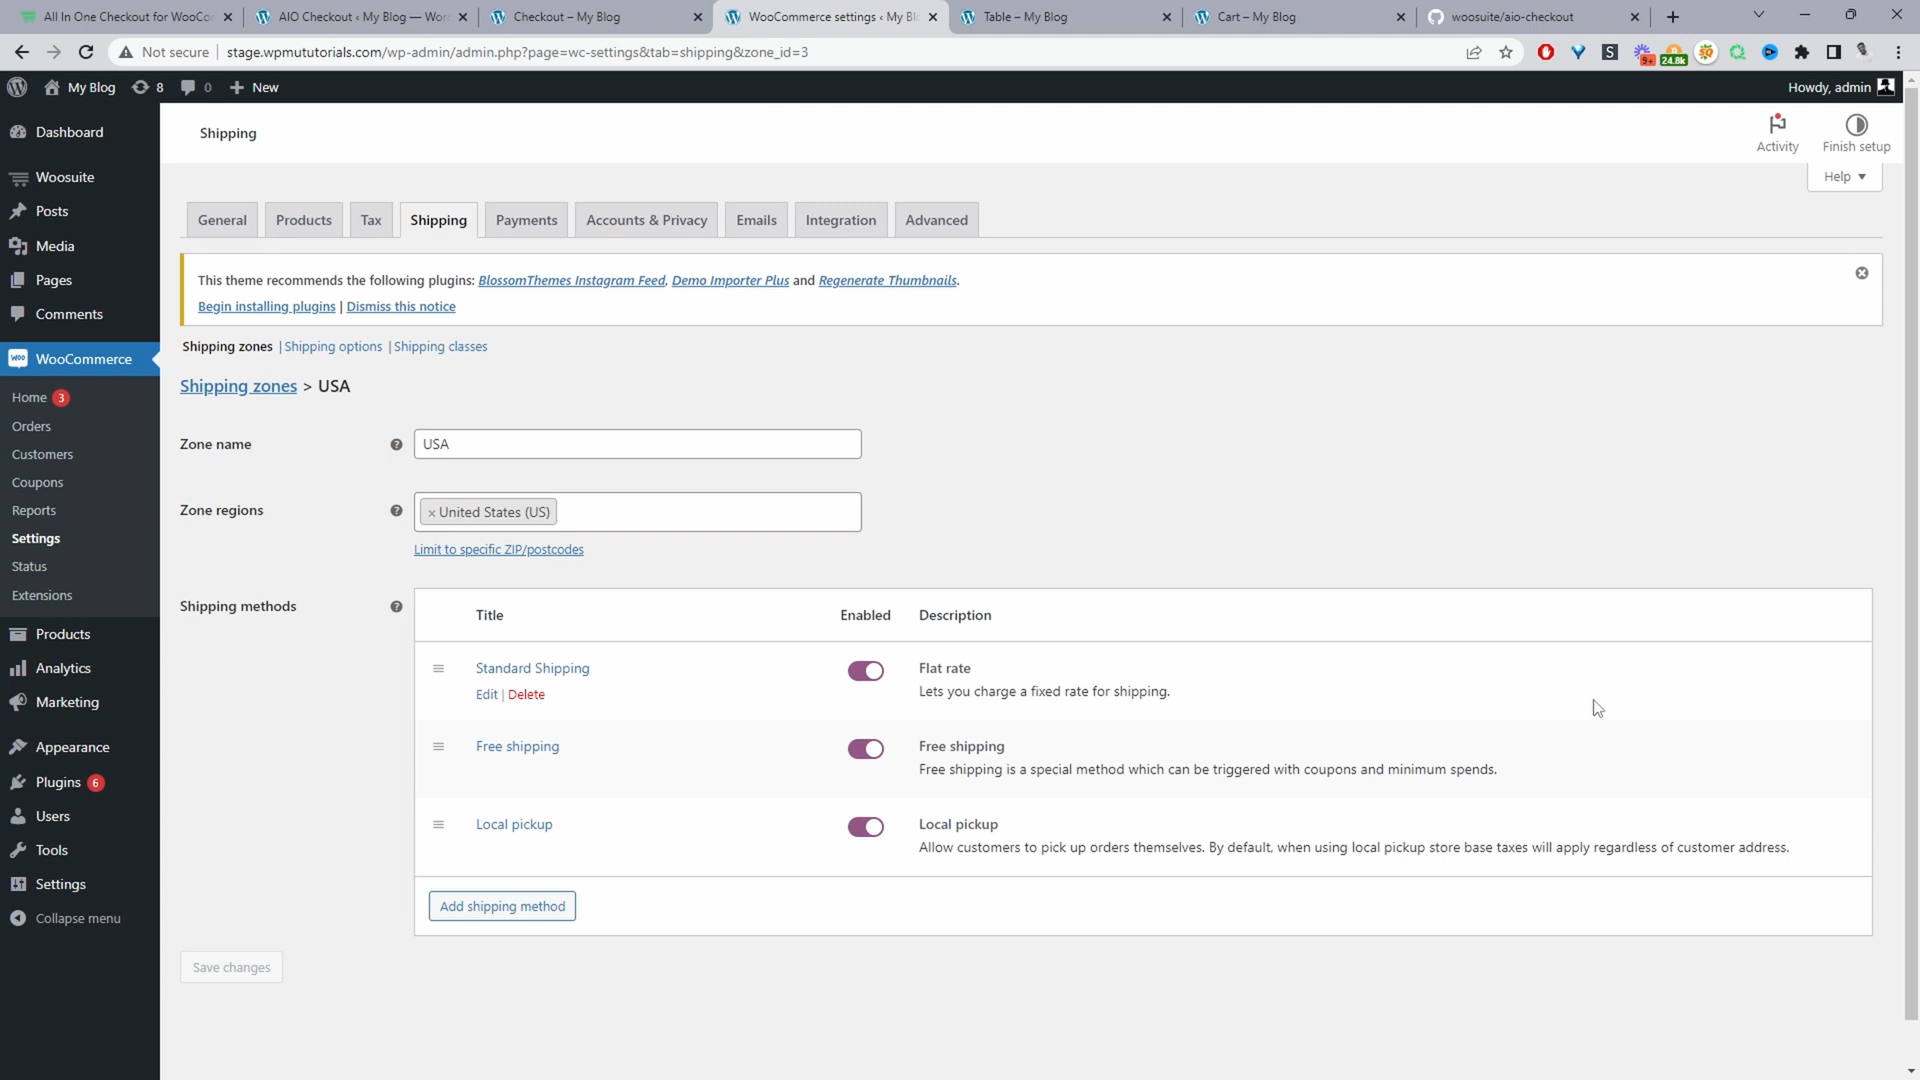 All In One Checkout for WooCo
AIO Checkout ‹ My Blog — Wor
Checkout – My Blog
WooCommerce settings ‹ My Bl
Table – My Blog
Cart – My Blog
woosuite/aio-checkout
Not secure
stage.wpmututorials.com/wp-admin/admin.php?page=wc-settings&tab=shipping&zone_id=3
9+
24.8k
My Blog
8
0
New
Howdy, admin
Dashboard
Woosuite
Posts
Media
Pages
Comments
WooCommerce
Home 3
Orders
Customers
Coupons
Reports
Settings
Status
Extensions
Products
Analytics
Marketing
Appearance
Plugins 6
Users
Tools
Settings
Collapse menu
Shipping
Activity
Finish setup
Help
General
Products
Tax
Shipping
Payments
Accounts & Privacy
Emails
Integration
Advanced
This theme recommends the following plugins: BlossomThemes Instagram Feed, Demo Importer Plus and Regenerate Thumbnails.
Begin installing plugins | Dismiss this notice
Shipping zones | Shipping options | Shipping classes
Shipping zones > USA
Zone name
USA
Zone regions
× United States (US)
Limit to specific ZIP/postcodes
Shipping methods
Title
Enabled
Description
Standard Shipping
Edit | Delete
Flat rate
Lets you charge a fixed rate for shipping.
Free shipping
Free shipping
Free shipping is a special method which can be triggered with coupons and minimum spends.
Local pickup
Local pickup
Allow customers to pick up orders themselves. By default, when using local pickup store base taxes will apply regardless of customer address.
Add shipping method
Save changes